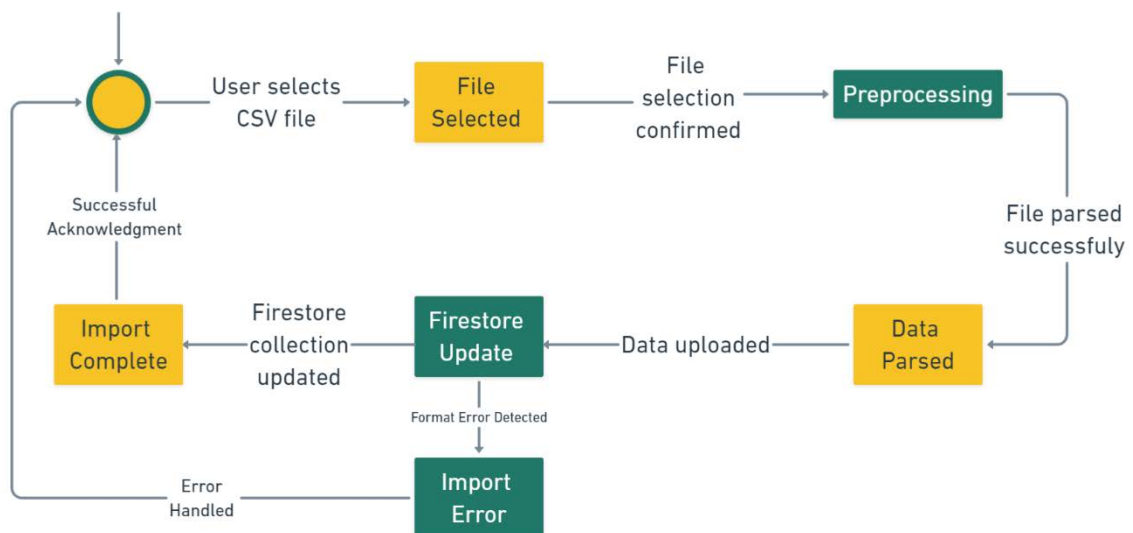 User selects
CSV file
File
Selected
File
selection
confirmed
Preprocessing
File parsed
successfuly
Data
Parsed
Data uploaded
Firestore
Update
Firestore
collection
updated
Import
Complete
Successful
Acknowledgment
Format Error Detected
Import
Error
Error
Handled